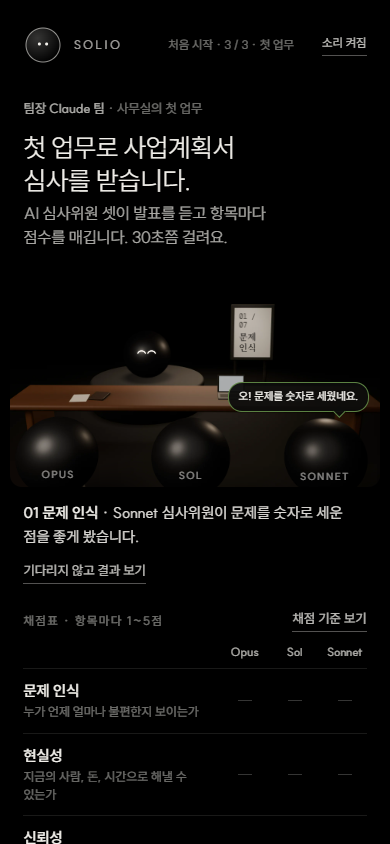 SOLIO
처음 시작 · 3 / 3 · 첫 업무
소리 켜짐
팀장 Claude 팀 · 사무실의 첫 업무
첫 업무로 사업계획서
심사를 받습니다.
AI 심사위원 셋이 발표를 듣고 항목마다
점수를 매깁니다. 30초쯤 걸려요.
01 /
07
문제
인식
오! 문제를 숫자로 세웠네요.
OPUS
SOL
SONNET
01 문제 인식 · Sonnet 심사위원이 문제를 숫자로 세운
점을 좋게 봤습니다.
기다리지 않고 결과 보기
채점표 · 항목마다 1~5점
채점 기준 보기
Opus Sol Sonnet
문제 인식
누가 언제 얼마나 불편한지 보이는가
— — —
현실성
지금의 사람, 돈, 시간으로 해낼 수
있는가
— — —
신뢰성